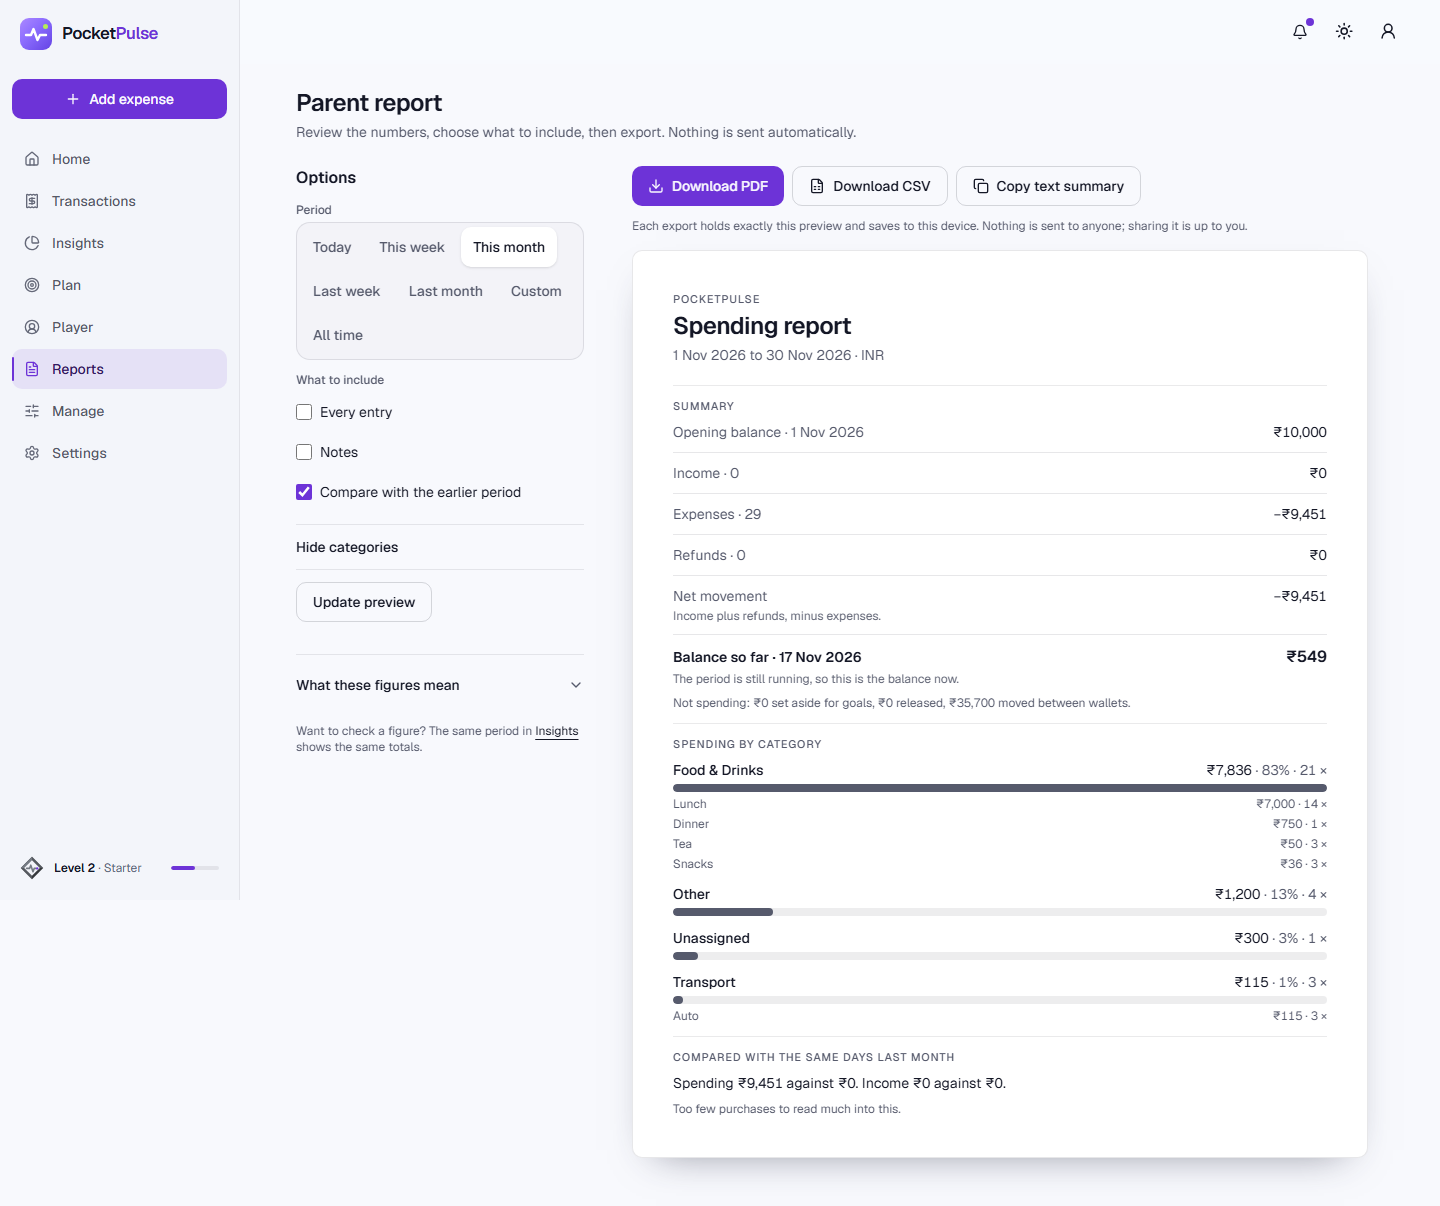 PocketPulse
Add expense
Home
Transactions
Insights
Plan
Player
Reports
Manage
Settings
Level 2 · Starter
Parent report
Review the numbers, choose what to include, then export. Nothing is sent automatically.
Options
Period
Today This week This month
Last week Last month Custom
All time
What to include
Every entry
Notes
Compare with the earlier period
Hide categories
Update preview
What these figures mean
Want to check a figure? The same period in Insights
shows the same totals.
Download PDF Download CSV Copy text summary
Each export holds exactly this preview and saves to this device. Nothing is sent to anyone; sharing it is up to you.
POCKETPULSE
Spending report
1 Nov 2026 to 30 Nov 2026 · INR
SUMMARY
Opening balance · 1 Nov 2026 ₹10,000
Income · 0 ₹0
Expenses · 29 −₹9,451
Refunds · 0 ₹0
Net movement −₹9,451
Income plus refunds, minus expenses.
Balance so far · 17 Nov 2026 ₹549
The period is still running, so this is the balance now.
Not spending: ₹0 set aside for goals, ₹0 released, ₹35,700 moved between wallets.
SPENDING BY CATEGORY
Food & Drinks ₹7,836 · 83% · 21 ×
Lunch ₹7,000 · 14 ×
Dinner ₹750 · 1 ×
Tea ₹50 · 3 ×
Snacks ₹36 · 3 ×
Other ₹1,200 · 13% · 4 ×
Unassigned ₹300 · 3% · 1 ×
Transport ₹115 · 1% · 3 ×
Auto ₹115 · 3 ×
COMPARED WITH THE SAME DAYS LAST MONTH
Spending ₹9,451 against ₹0. Income ₹0 against ₹0.
Too few purchases to read much into this.